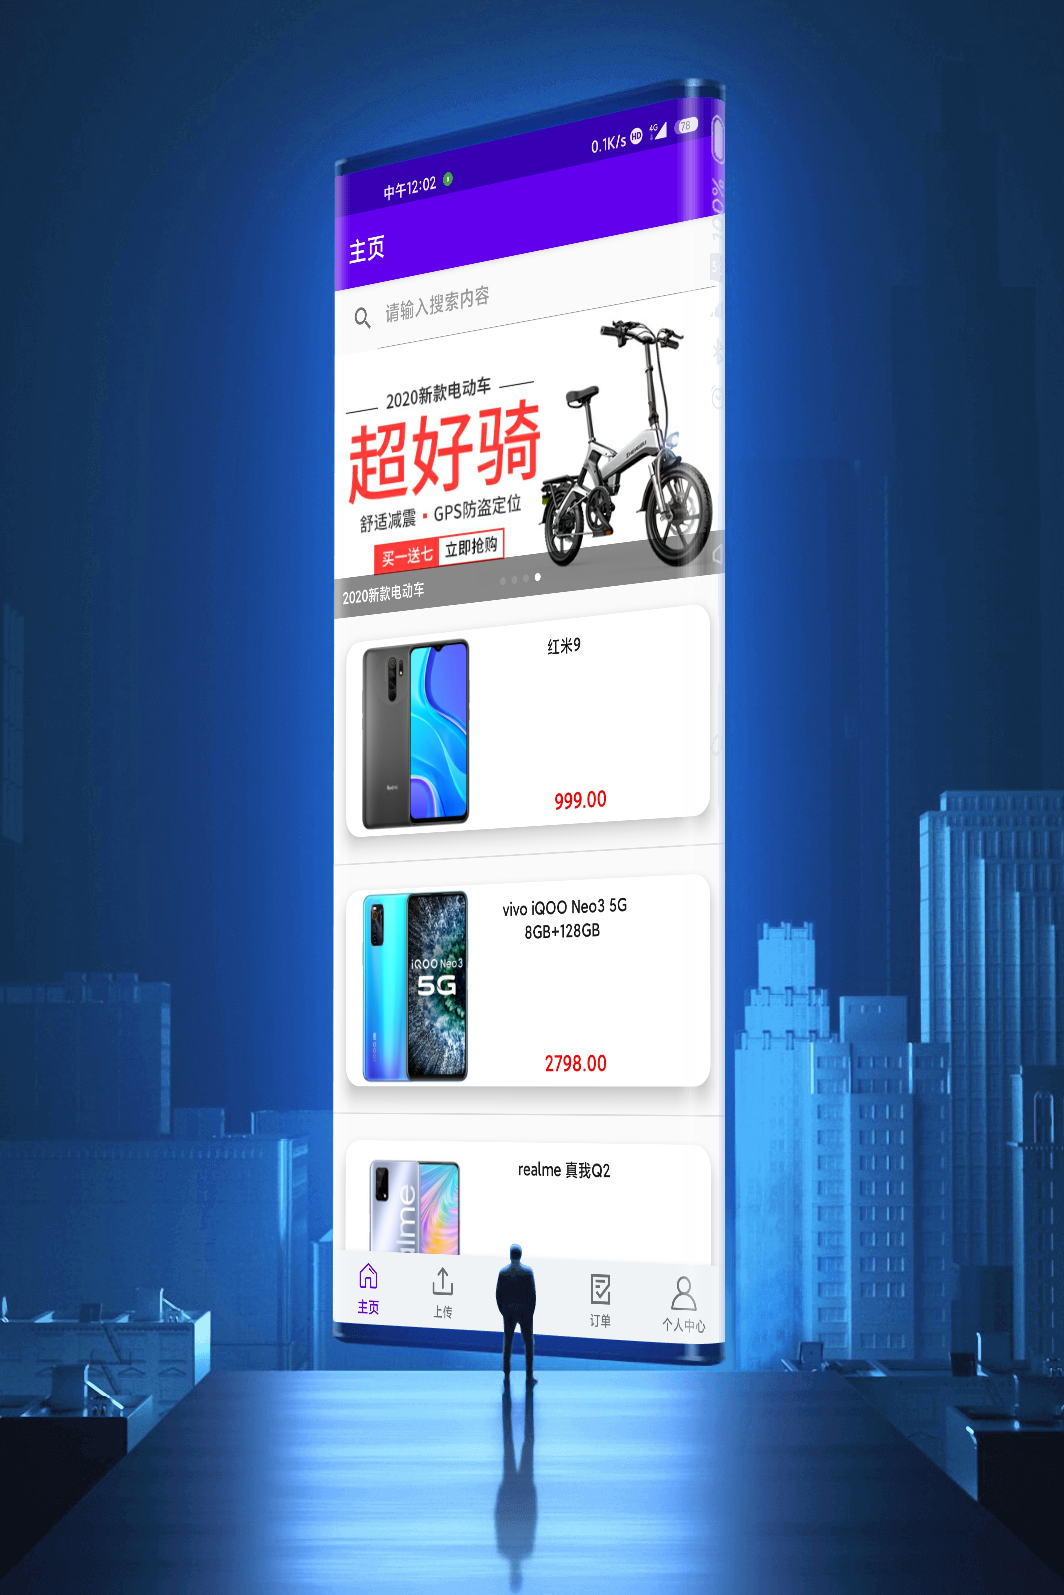 中午12:02
0.1K/s HD 4G 78
100%
主页
请输入搜索内容
2020新款电动车
超好骑
舒适减震·GPS防盗定位
买一送七 立即抢购
2020新款电动车
红米9
Redmi
999.00
vivo iQOO Neo3 5G
8GB+128GB
iQOO Neo3
5G
2798.00
realme 真我Q2
alme
主页
上传
订单
个人中心